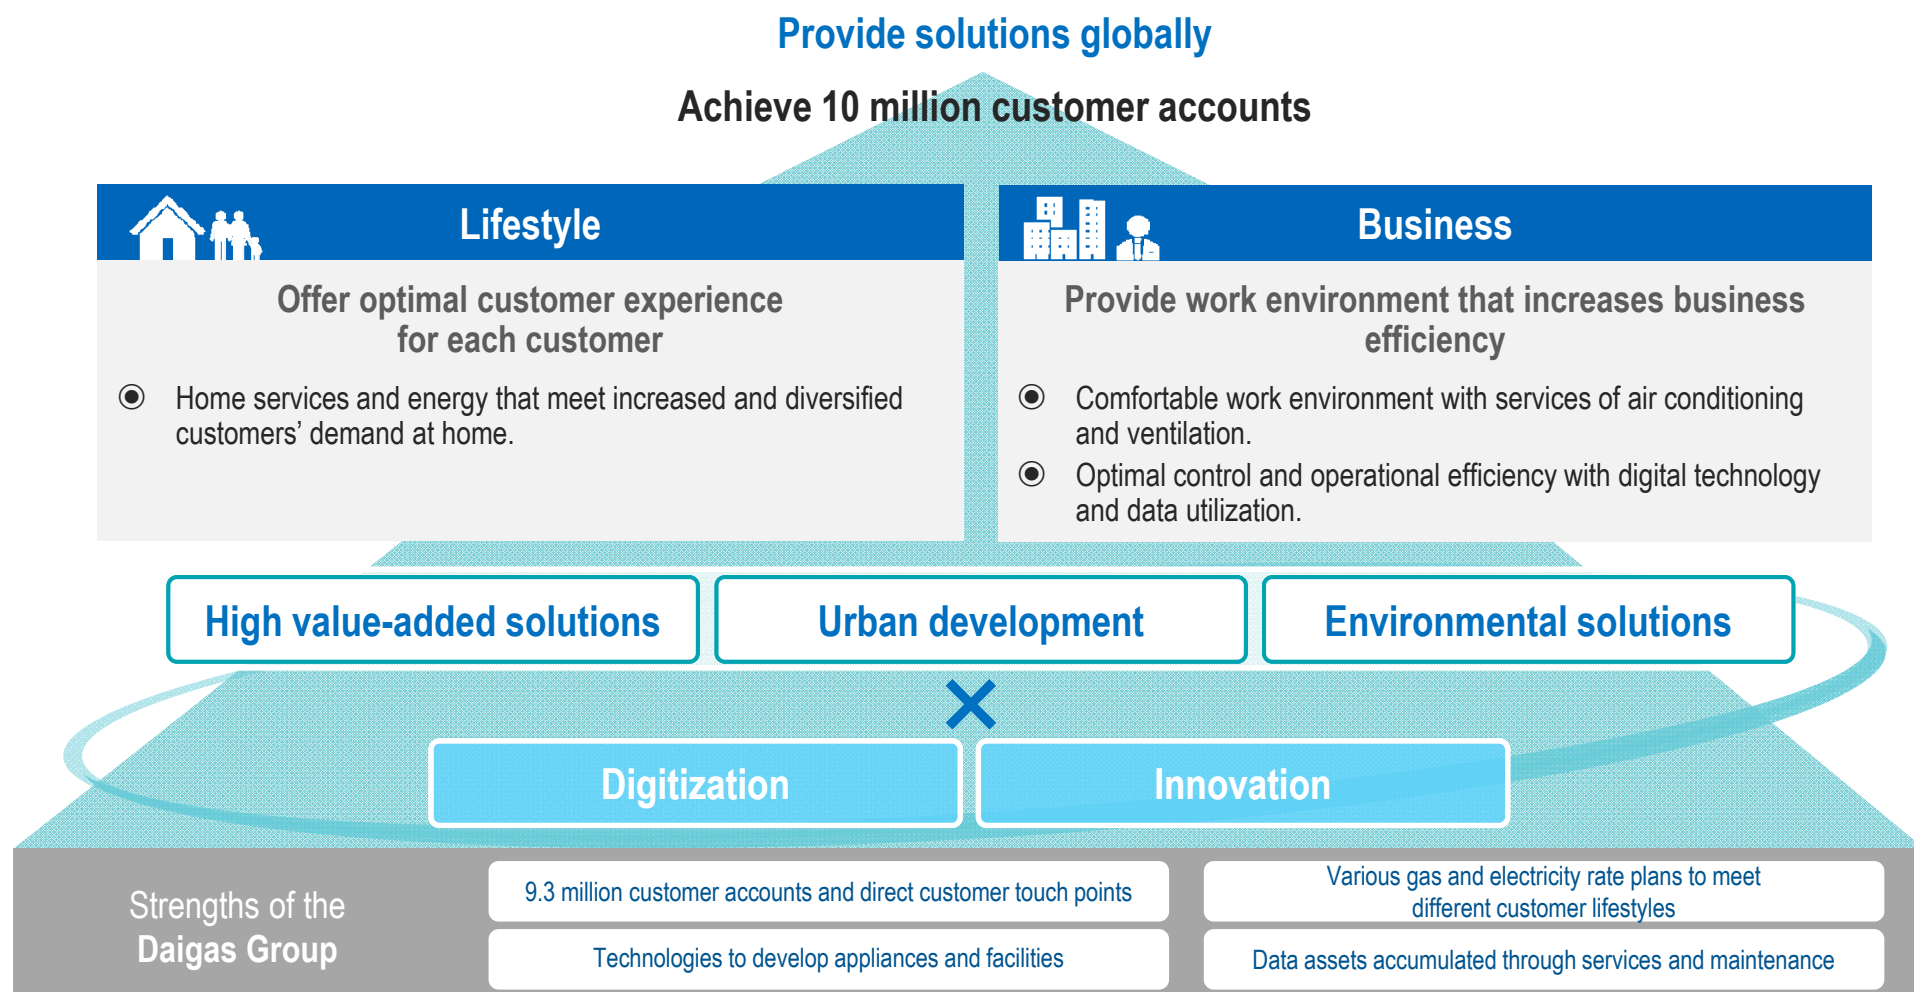 Provide solutions globally
Achieve 10 million customer accounts
Lifestyle
Offer optimal customer experience
for each customer
Home services and energy that meet increased and diversified
customers’ demand at home.
Business
Provide work environment that increases business
efficiency
Comfortable work environment with services of air conditioning
and ventilation.
Optimal control and operational efficiency with digital technology
and data utilization.
High value-added solutions
Urban development
Environmental solutions
×
Digitization
Innovation
Strengths of the
Daigas Group
9.3 million customer accounts and direct customer touch points
Various gas and electricity rate plans to meet
different customer lifestyles
Technologies to develop appliances and facilities
Data assets accumulated through services and maintenance